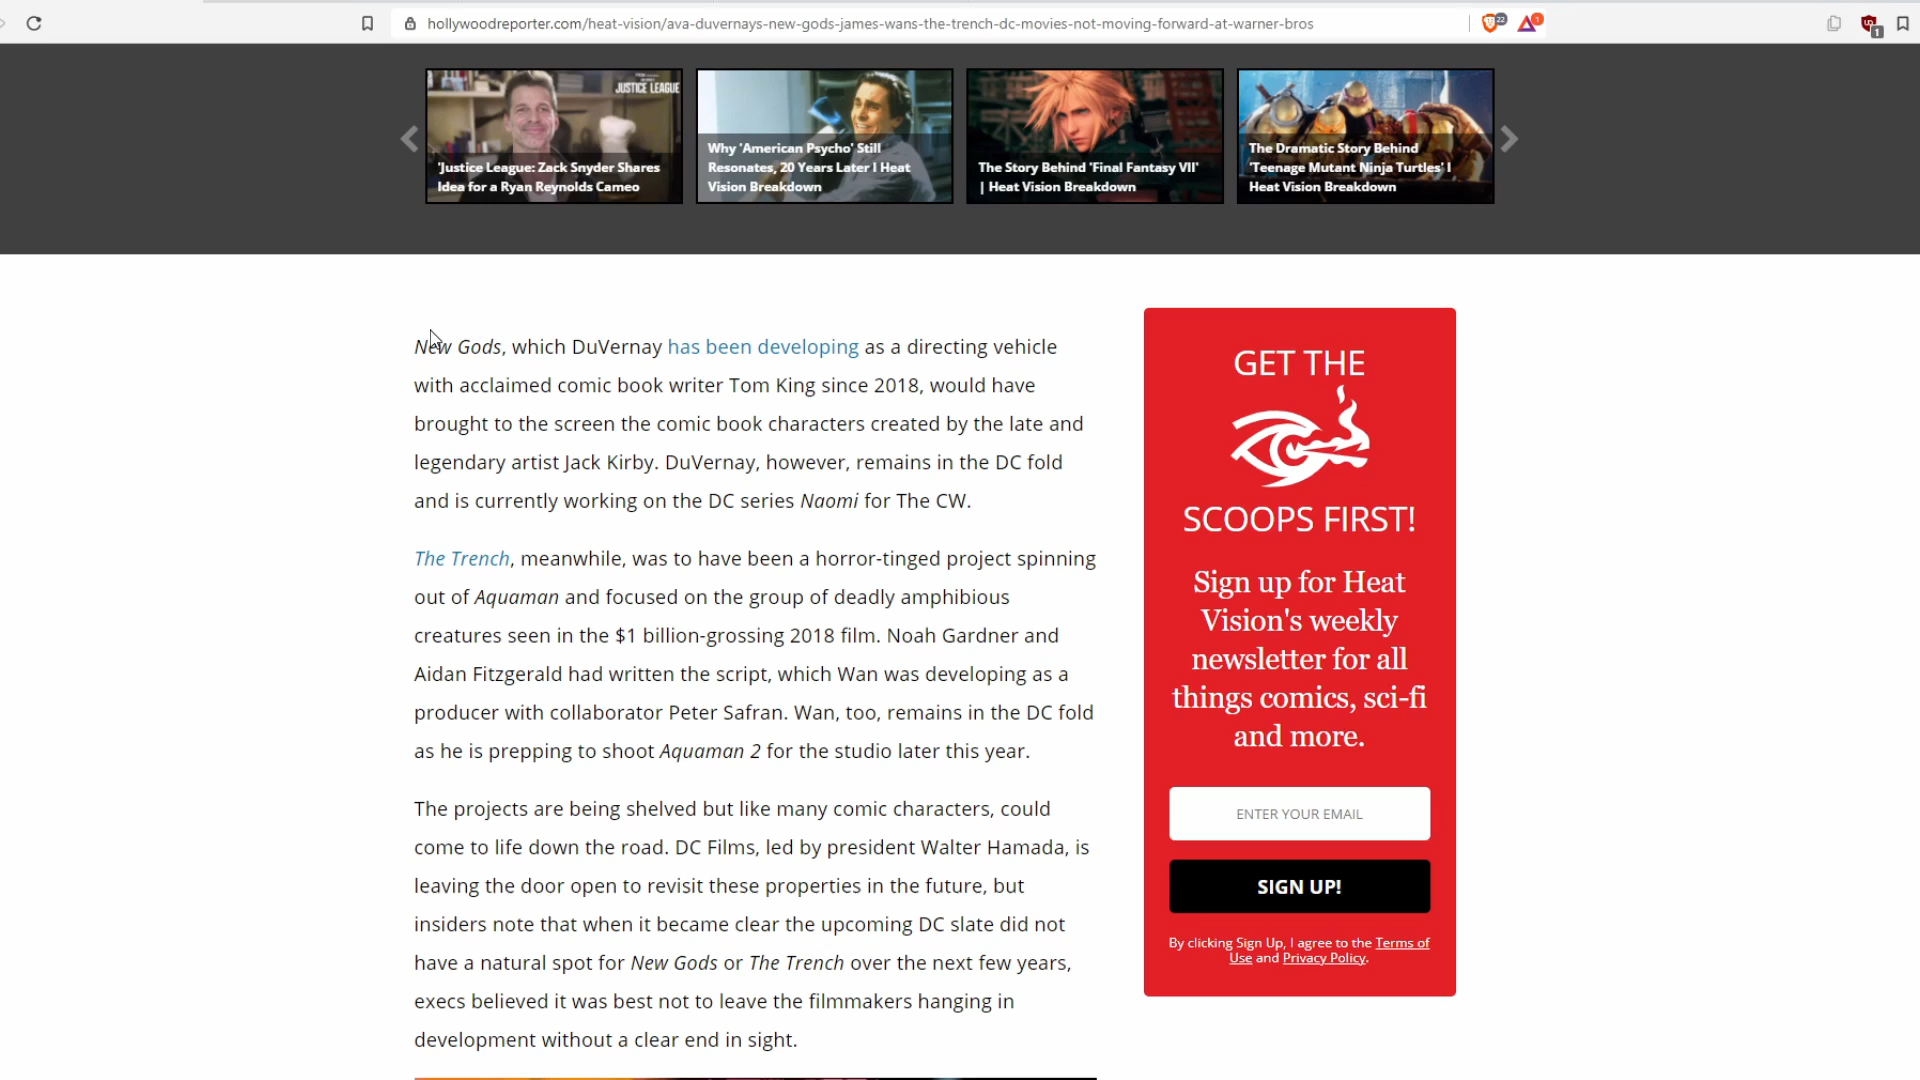 hollywoodreporter.com/heat-vision/ava-duvernays-new-gods-james-wans-the-trench-dc-movies-not-moving-forward-at-warner-bros
22
1
1
JUSTICE LEAGUE
'Justice League: Zack Snyder Shares
Idea for a Ryan Reynolds Cameo
Why 'American Psycho' Still
Resonates, 20 Years Later I Heat
Vision Breakdown
The Story Behind 'Final Fantasy VII'
| Heat Vision Breakdown
The Dramatic Story Behind
'Teenage Mutant Ninja Turtles' I
Heat Vision Breakdown
New Gods, which DuVernay has been developing as a directing vehicle
with acclaimed comic book writer Tom King since 2018, would have
brought to the screen the comic book characters created by the late and
legendary artist Jack Kirby. DuVernay, however, remains in the DC fold
and is currently working on the DC series Naomi for The CW.
The Trench, meanwhile, was to have been a horror-tinged project spinning
out of Aquaman and focused on the group of deadly amphibious
creatures seen in the $1 billion-grossing 2018 film. Noah Gardner and
Aidan Fitzgerald had written the script, which Wan was developing as a
producer with collaborator Peter Safran. Wan, too, remains in the DC fold
as he is prepping to shoot Aquaman 2 for the studio later this year.
The projects are being shelved but like many comic characters, could
come to life down the road. DC Films, led by president Walter Hamada, is
leaving the door open to revisit these properties in the future, but
insiders note that when it became clear the upcoming DC slate did not
have a natural spot for New Gods or The Trench over the next few years,
execs believed it was best not to leave the filmmakers hanging in
development without a clear end in sight.
GET THE
SCOOPS FIRST!
Sign up for Heat
Vision's weekly
newsletter for all
things comics, sci-fi
and more.
ENTER YOUR EMAIL
SIGN UP!
By clicking Sign Up, I agree to the Terms of
Use and Privacy Policy.